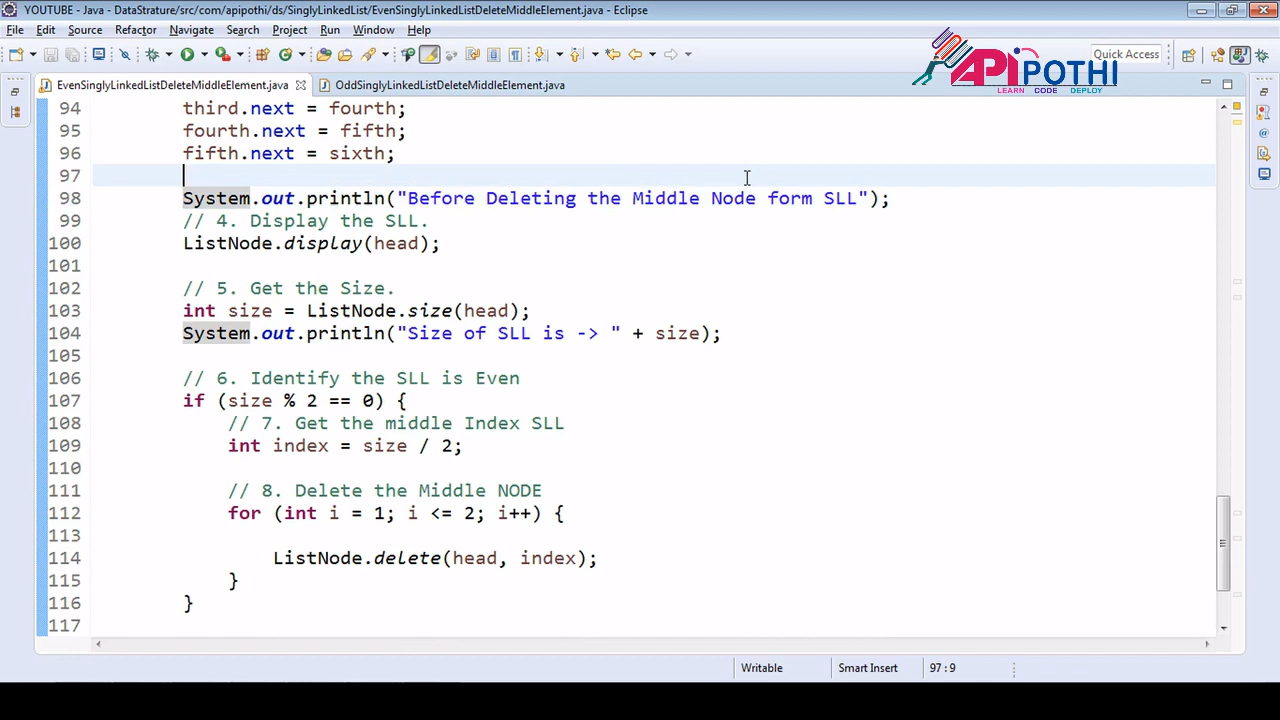 YOUTUBE - Java - DataStrature/src/com/apipothi/ds/SinglyLinkedList/EvenSinglyLinkedListDeleteMiddleElement.java - Eclipse
File Edit Source Refactor Navigate Search Project Run Window Help
Quick Access
APIPOTHI
LEARN CODE DEPLOY
EvenSinglyLinkedListDeleteMiddleElement.java OddSinglyLinkedListDeleteMiddleElement.java
94 third.next = fourth;
95 fourth.next = fifth;
96 fifth.next = sixth;
97
98 System.out.println("Before Deleting the Middle Node form SLL");
99 // 4. Display the SLL.
100 ListNode.display(head);
101
102 // 5. Get the Size.
103 int size = ListNode.size(head);
104 System.out.println("Size of SLL is -> " + size);
105
106 // 6. Identify the SLL is Even
107 if (size % 2 == 0) {
108 // 7. Get the middle Index SLL
109 int index = size / 2;
110
111 // 8. Delete the Middle NODE
112 for (int i = 1; i <= 2; i++) {
113
114 ListNode.delete(head, index);
115 }
116 }
117
Writable Smart Insert 97 : 9